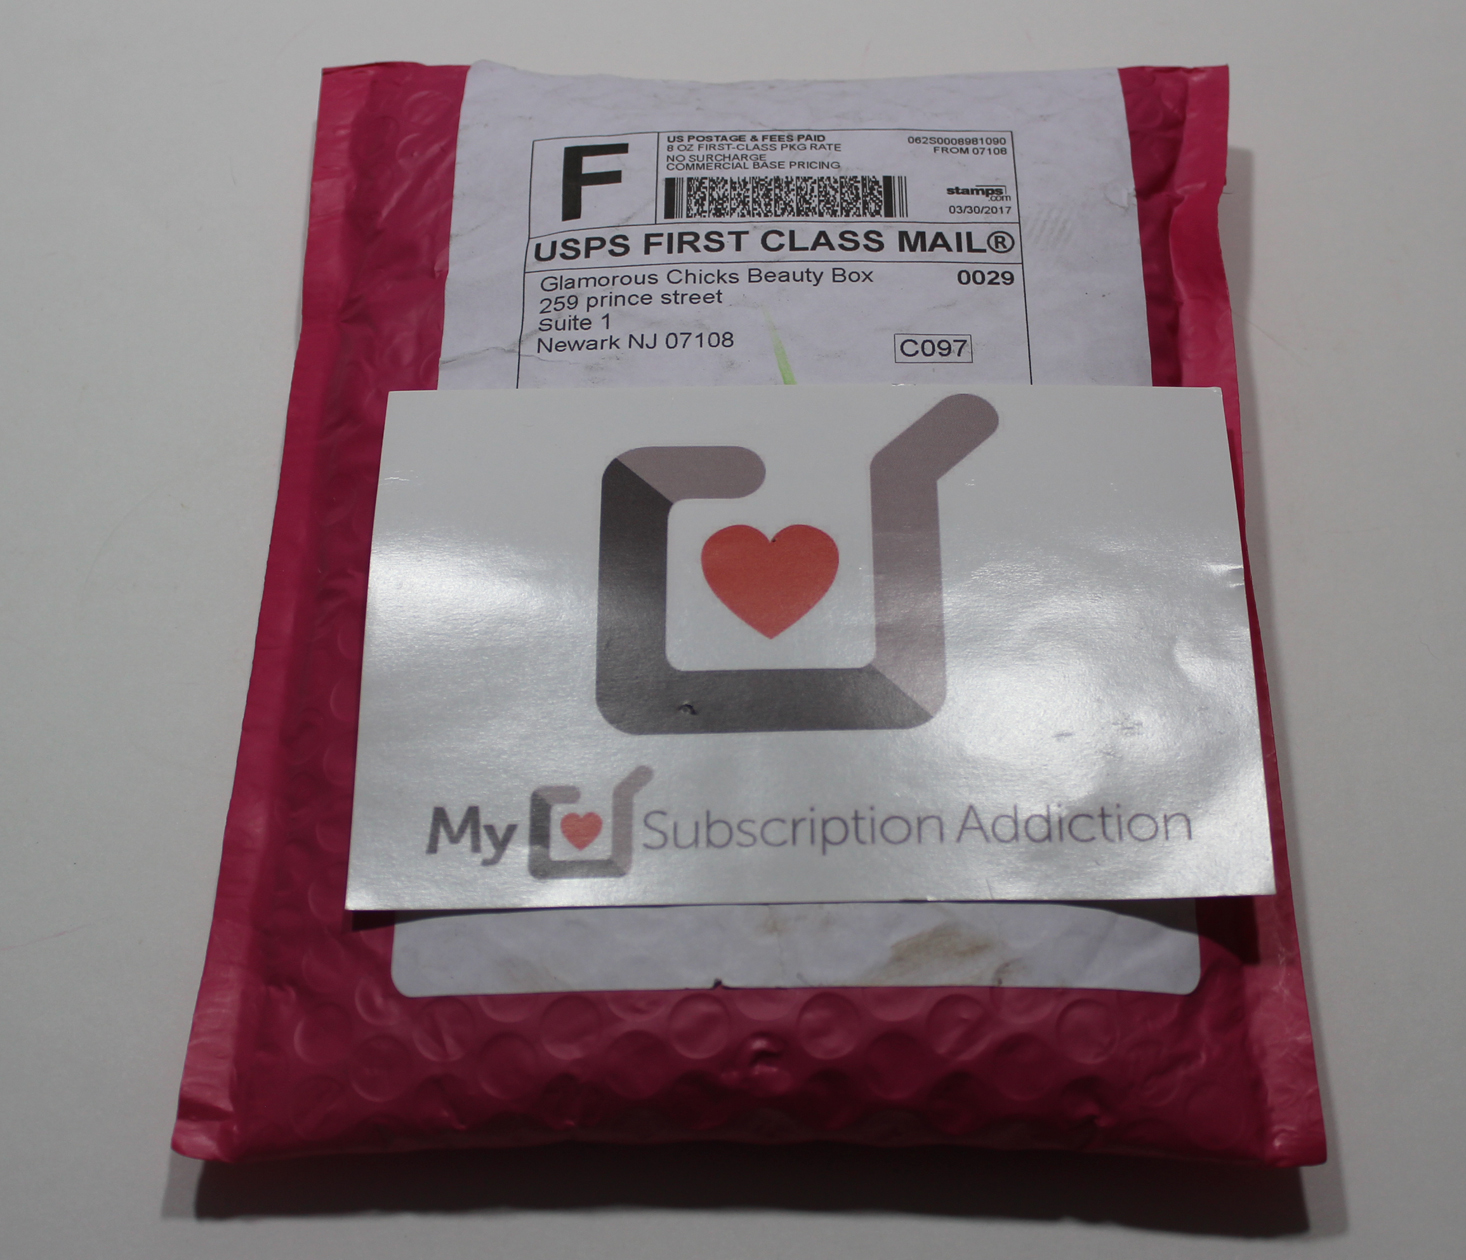 F
US POSTAGE & FEES PAID
8 OZ FIRST-CLASS PKG RATE
NO SURCHARGE
COMMERCIAL BASE PRICING
062S0008981090
FROM 07108
stamps
.com
03/30/2017
USPS FIRST CLASS MAIL®
Glamorous Chicks Beauty Box
0029
259 prince street
Suite 1
Newark NJ 07108
C097
My Subscription Addiction